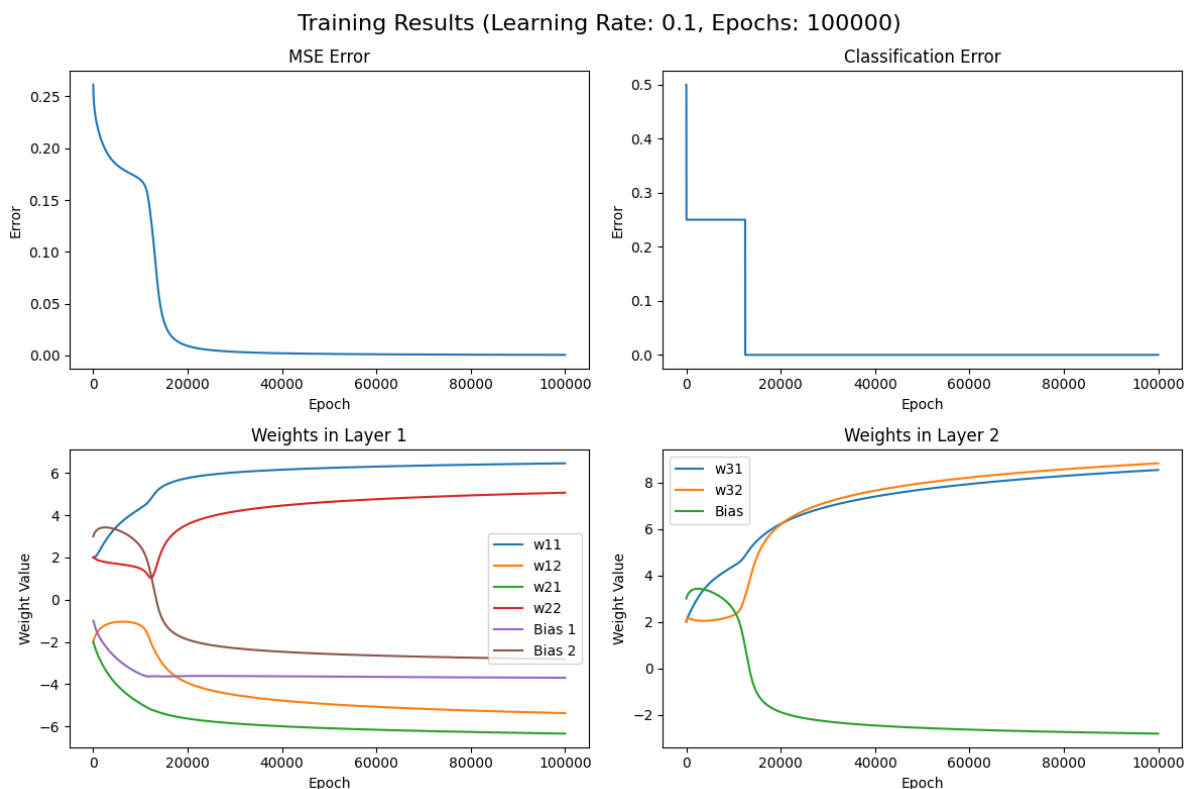 Training Results (Learning Rate: 0.1, Epochs: 100000)
MSE Error
Error
0.25
0.20
0.15
0.10
0.05
0.00
0 20000 40000 60000 80000 100000
Epoch
Classification Error
Error
0.5
0.4
0.3
0.2
0.1
0.0
0 20000 40000 60000 80000 100000
Epoch
Weights in Layer 1
Weight Value
6
4
2
0
−2
−4
−6
w11
w12
w21
w22
Bias 1
Bias 2
0 20000 40000 60000 80000 100000
Epoch
Weights in Layer 2
Weight Value
8
6
4
2
0
−2
w31
w32
Bias
0 20000 40000 60000 80000 100000
Epoch